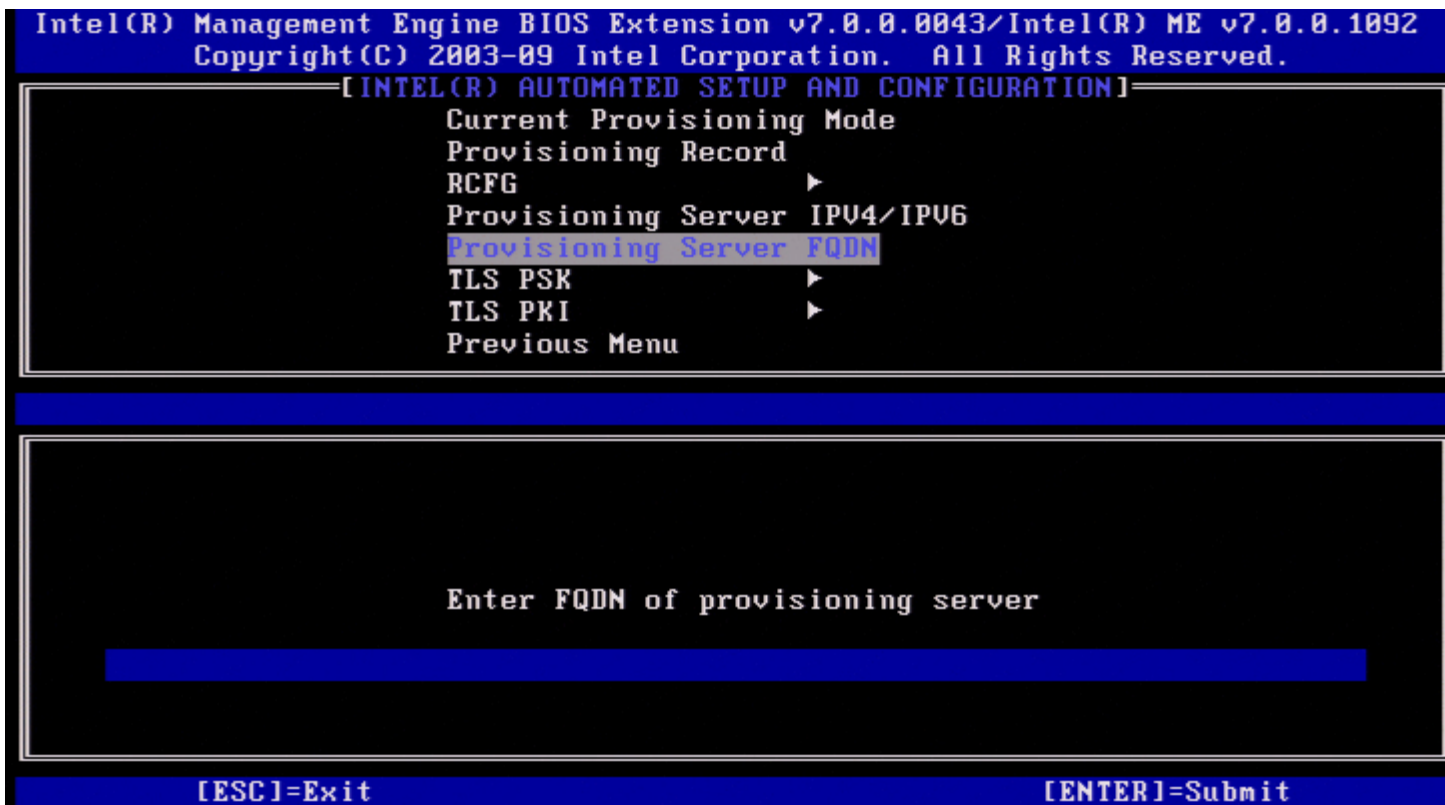 Intel(R) Management Engine BIOS Extension v7.0.0.0043/Intel(R) ME v7.0.0.1092
Copyright(C) 2003-09 Intel Corporation. All Rights Reserved.
[INTEL(R) AUTOMATED SETUP AND CONFIGURATION]
Current Provisioning Mode
Provisioning Record
RCFG ►
Provisioning Server IPV4/IPV6
Provisioning Server FQDN
TLS PSK ►
TLS PKI ►
Previous Menu
Enter FQDN of provisioning server
[ESC]=Exit [ENTER]=Submit